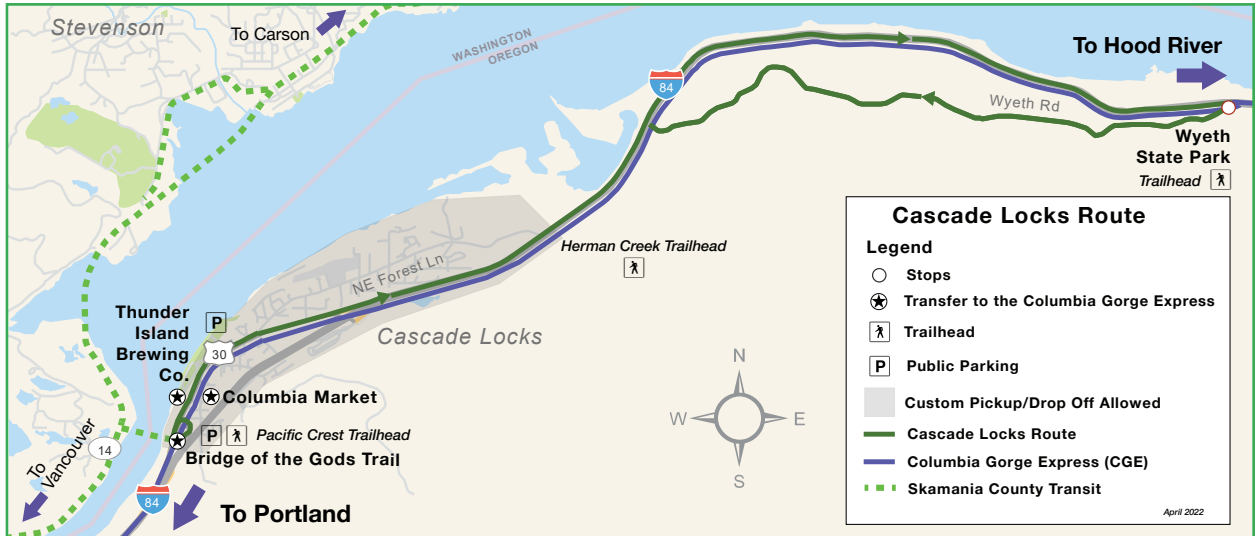 Stevenson
To Carson
WASHINGTON
OREGON
84
To Hood River
Wyeth Rd
Wyeth
State Park
Trailhead
Herman Creek Trailhead
NE Forest Ln
Cascade Locks
Thunder
Island
Brewing
Co.
P
30
Columbia Market
P
Pacific Crest Trailhead
Bridge of the Gods Trail
To
Vancouver
14
84
To Portland
N
W
E
S
Cascade Locks Route
Legend
Stops
Transfer to the Columbia Gorge Express
Trailhead
P Public Parking
Custom Pickup/Drop Off Allowed
Cascade Locks Route
Columbia Gorge Express (CGE)
Skamania County Transit
April 2022